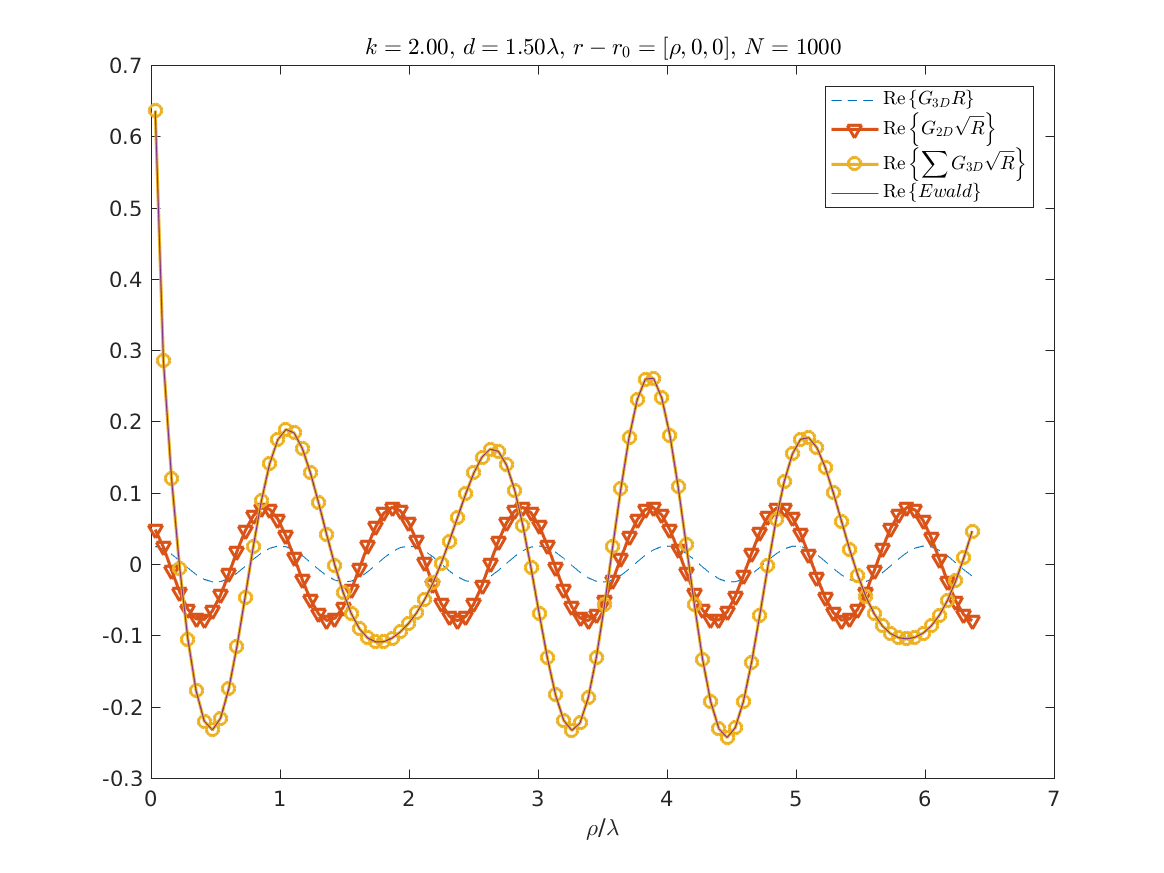 k = 2.00, d = 1.50λ, r − r₀ = [ρ, 0, 0], N = 1000
0.7
0.6
0.5
0.4
0.3
0.2
0.1
0
-0.1
-0.2
-0.3
Re {G₃DR}
Re {G₂D√R}
Re {∑ G₃D√R}
Re {Ewald}
0 1 2 3 4 5 6 7
ρ/λ